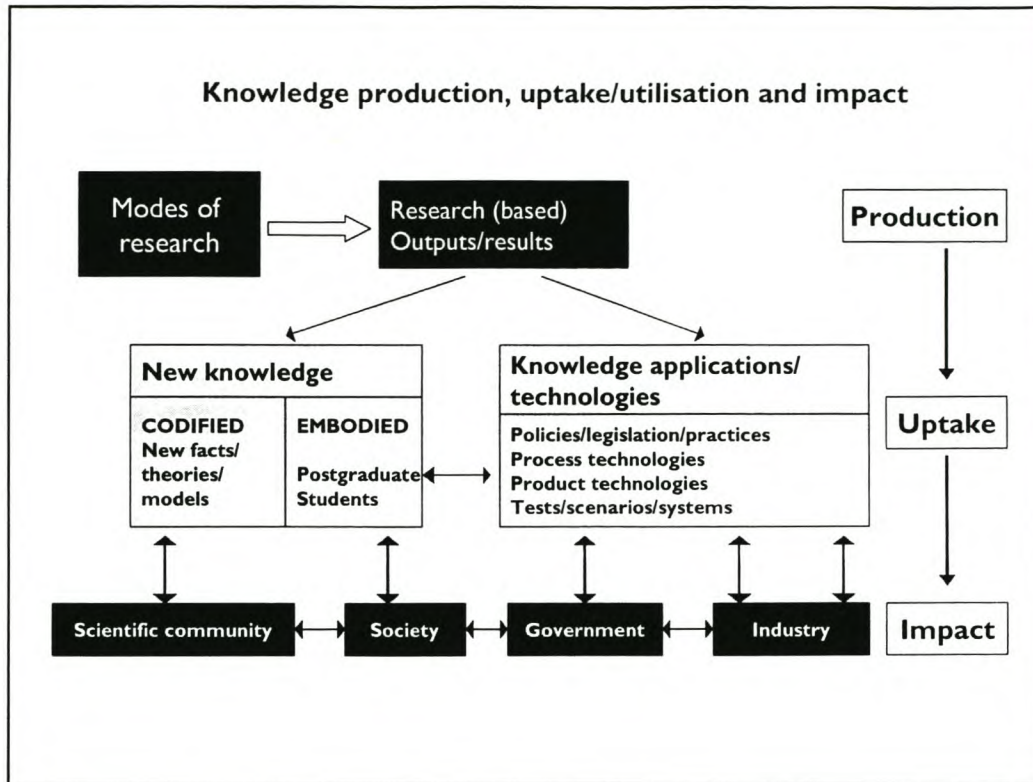 Knowledge production, uptake/utilisation and impact
Modes of
research
Research (based)
Outputs/results
Production
New knowledge
CODIFIED
New facts/
theories/
models
EMBODIED
Postgraduate
Students
Knowledge applications/
technologies
Policies/legislation/practices
Process technologies
Product technologies
Tests/scenarios/systems
Uptake
Scientific community
Society
Government
Industry
Impact